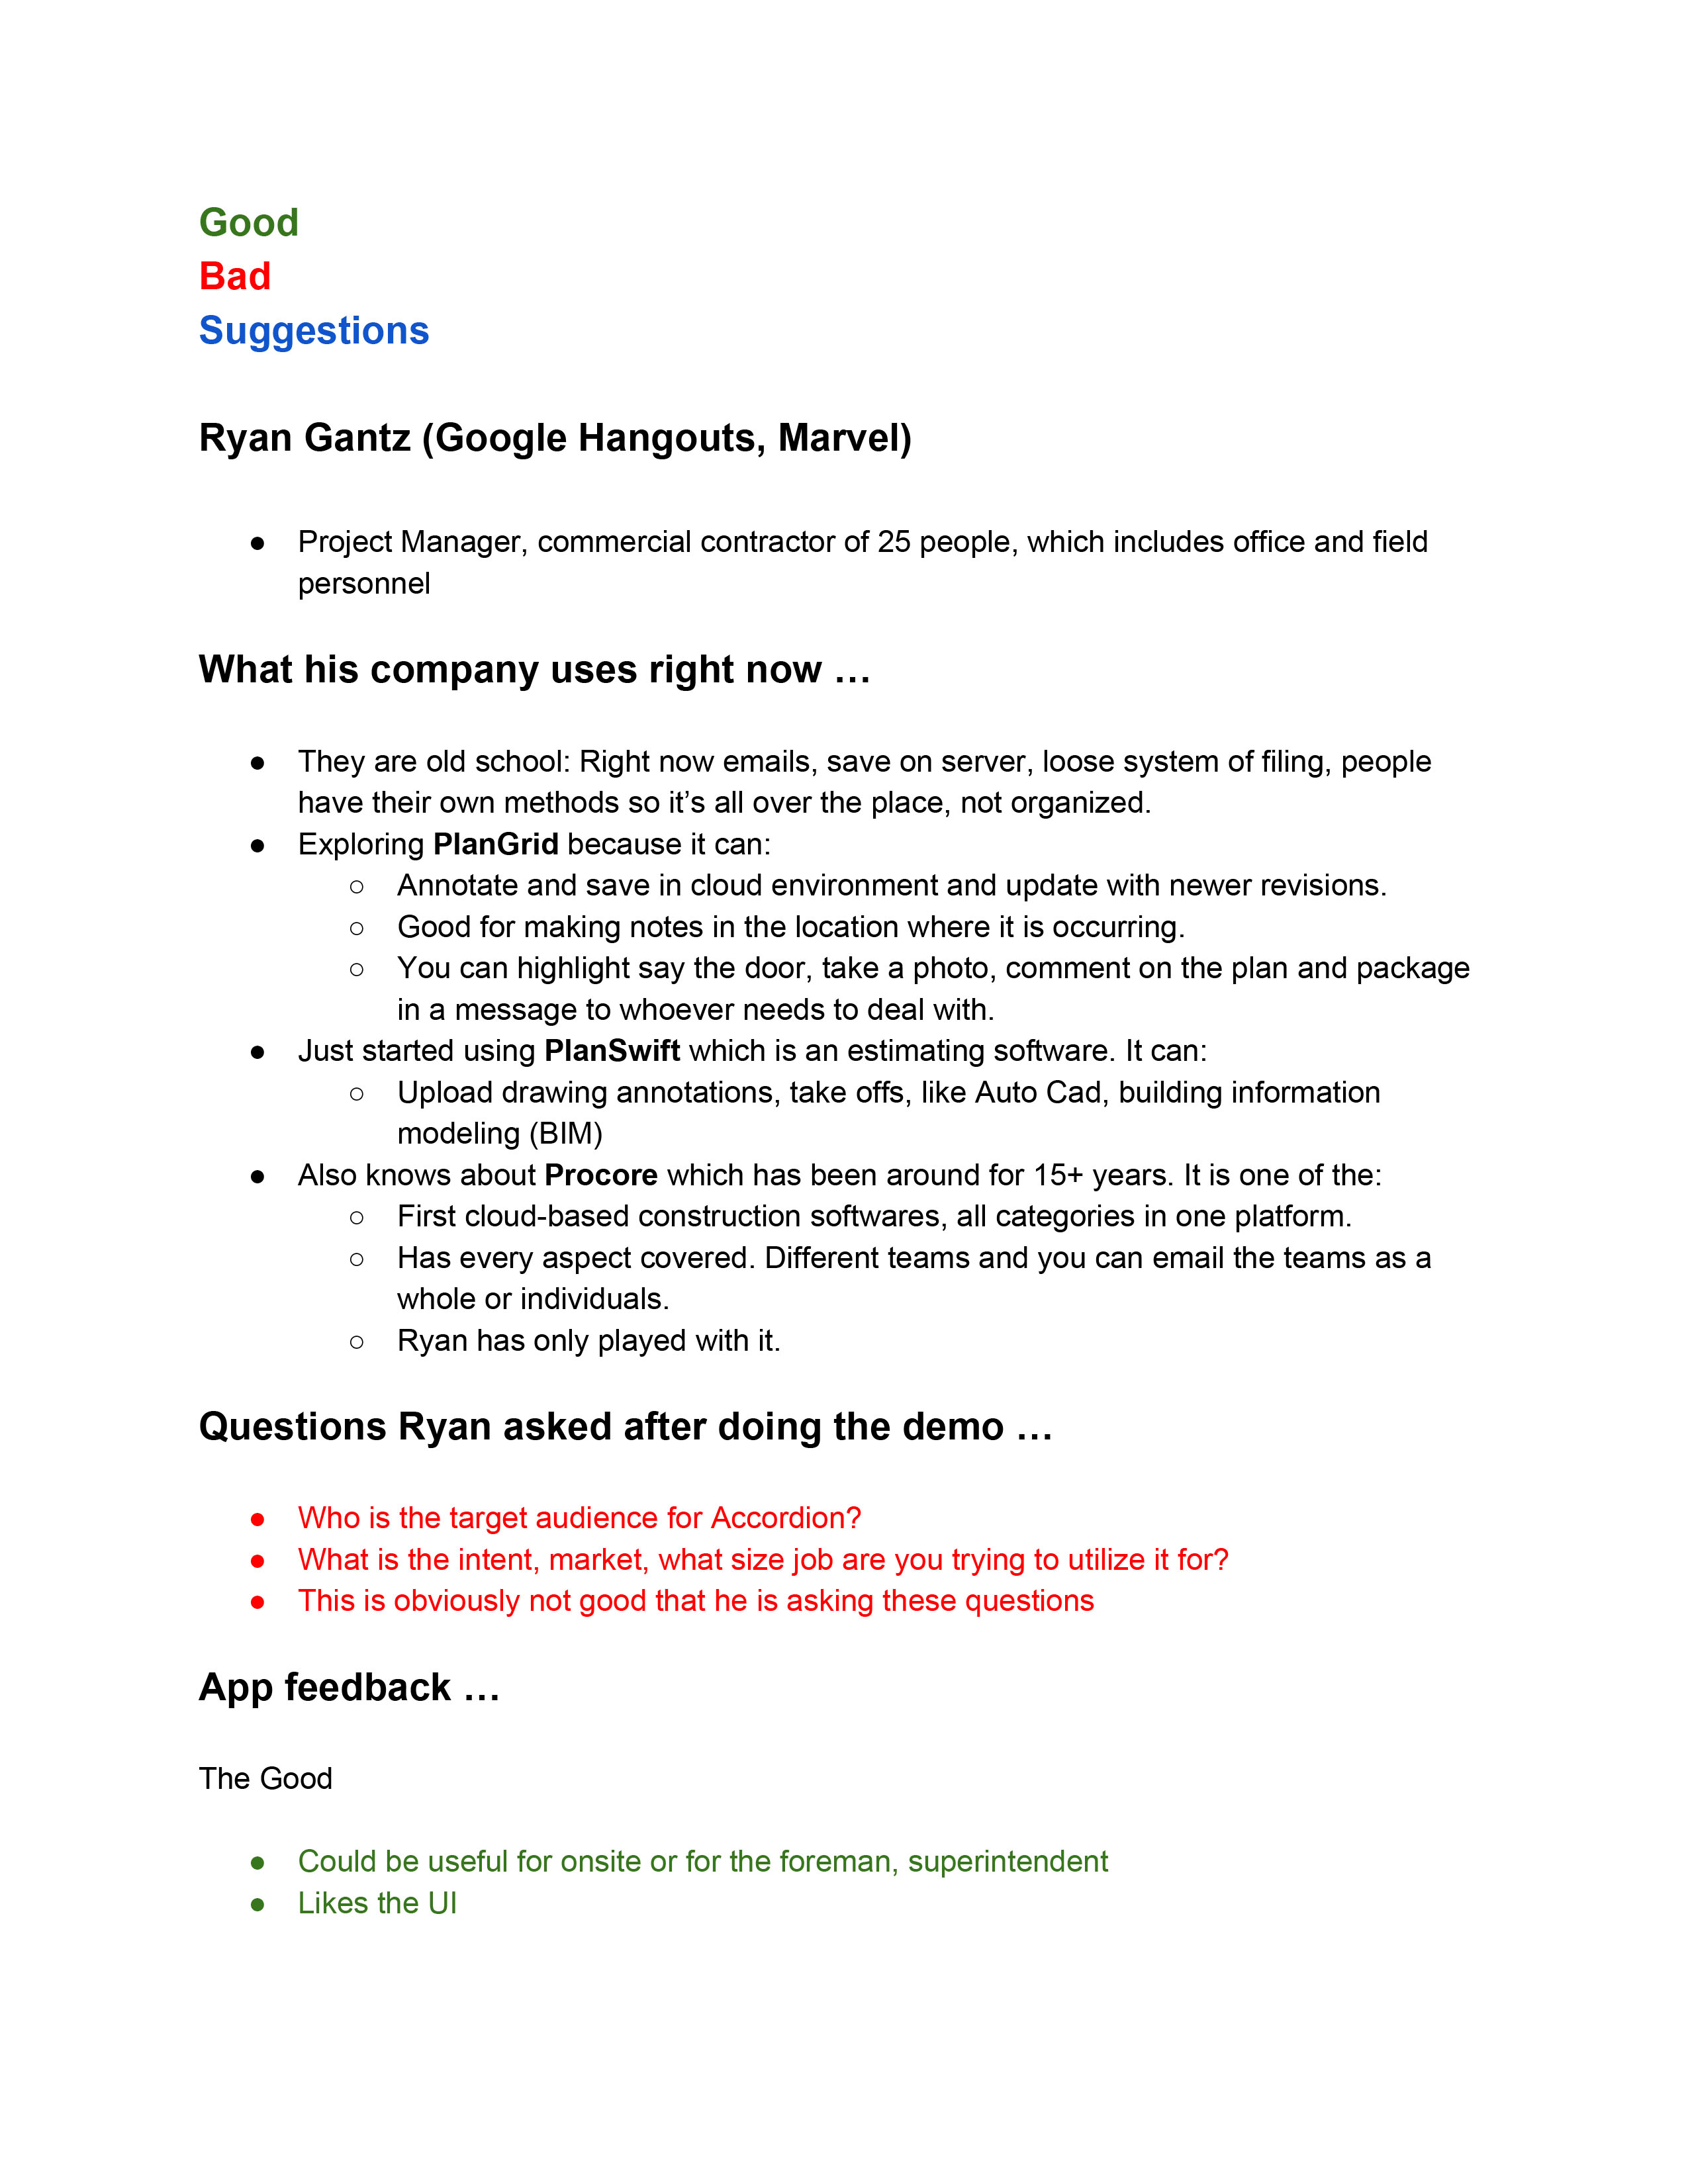 Good
Bad
Suggestions
Ryan Gantz (Google Hangouts, Marvel)
● Project Manager, commercial contractor of 25 people, which includes office and field
personnel
What his company uses right now …
● They are old school: Right now emails, save on server, loose system of filing, people
have their own methods so it’s all over the place, not organized.
● Exploring PlanGrid because it can:
○ Annotate and save in cloud environment and update with newer revisions.
○ Good for making notes in the location where it is occurring.
○ You can highlight say the door, take a photo, comment on the plan and package
in a message to whoever needs to deal with.
● Just started using PlanSwift which is an estimating software. It can:
○ Upload drawing annotations, take offs, like Auto Cad, building information
modeling (BIM)
● Also knows about Procore which has been around for 15+ years. It is one of the:
○ First cloud-based construction softwares, all categories in one platform.
○ Has every aspect covered. Different teams and you can email the teams as a
whole or individuals.
○ Ryan has only played with it.
Questions Ryan asked after doing the demo …
● Who is the target audience for Accordion?
● What is the intent, market, what size job are you trying to utilize it for?
● This is obviously not good that he is asking these questions
App feedback …
The Good
● Could be useful for onsite or for the foreman, superintendent
● Likes the UI